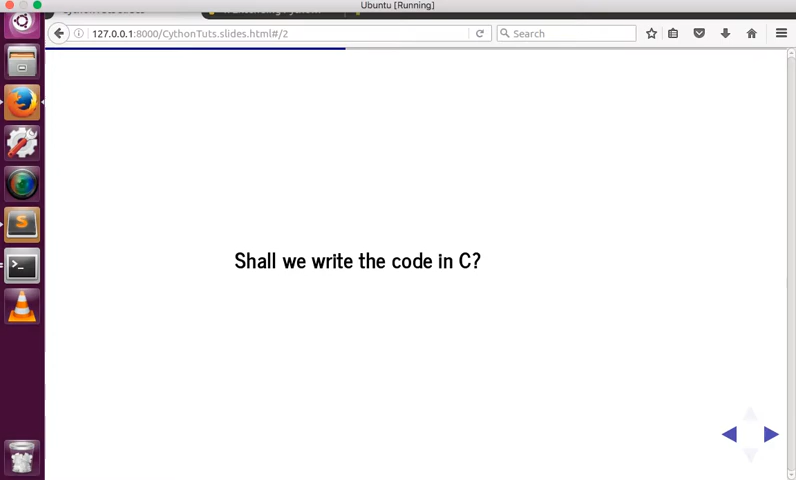 Ubuntu [Running]
127.0.0.1:8000/CythonTuts.slides.html#/2
Search
Shall we write the code in C?